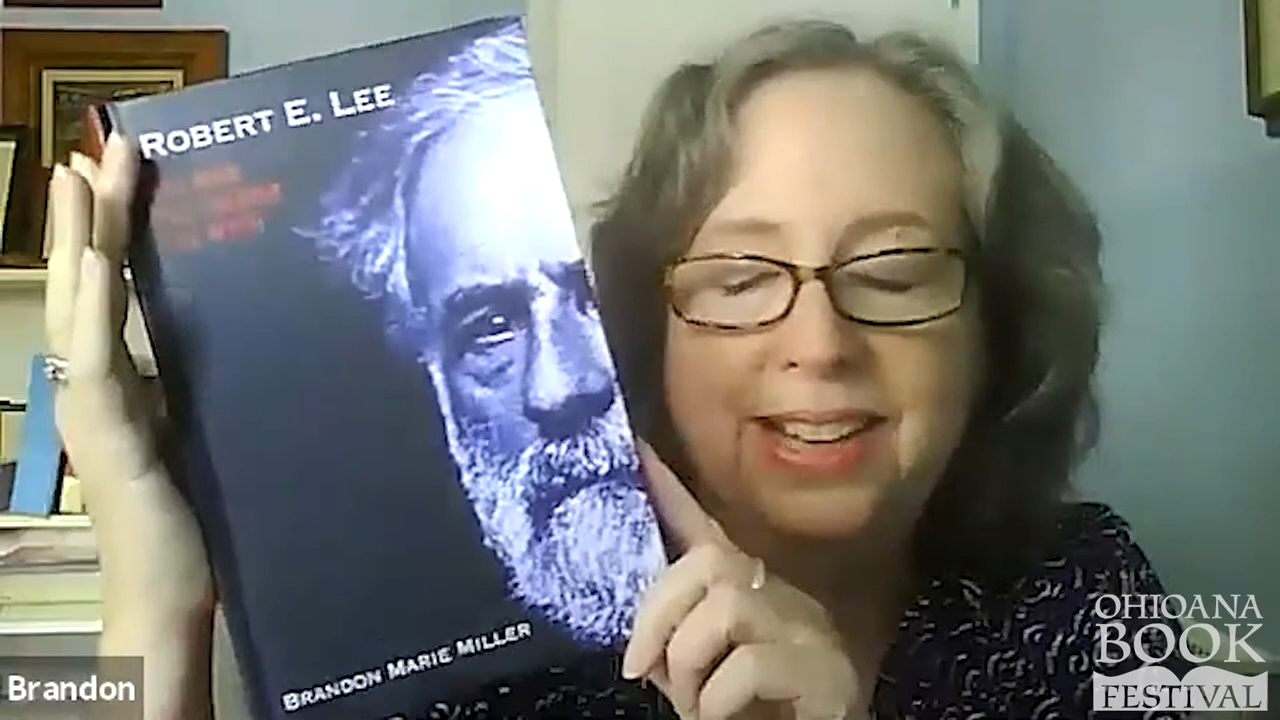 ROBERT E. LEE
BRANDON MARIE MILLER
Brandon
OHIOANA
BOOK
FESTIVAL